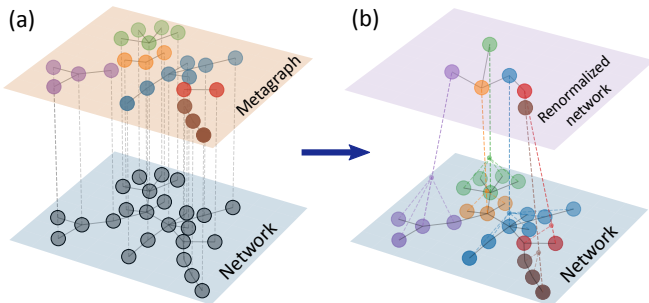 (a)
(b)
Metagraph
Renormalized
network
Network
Network